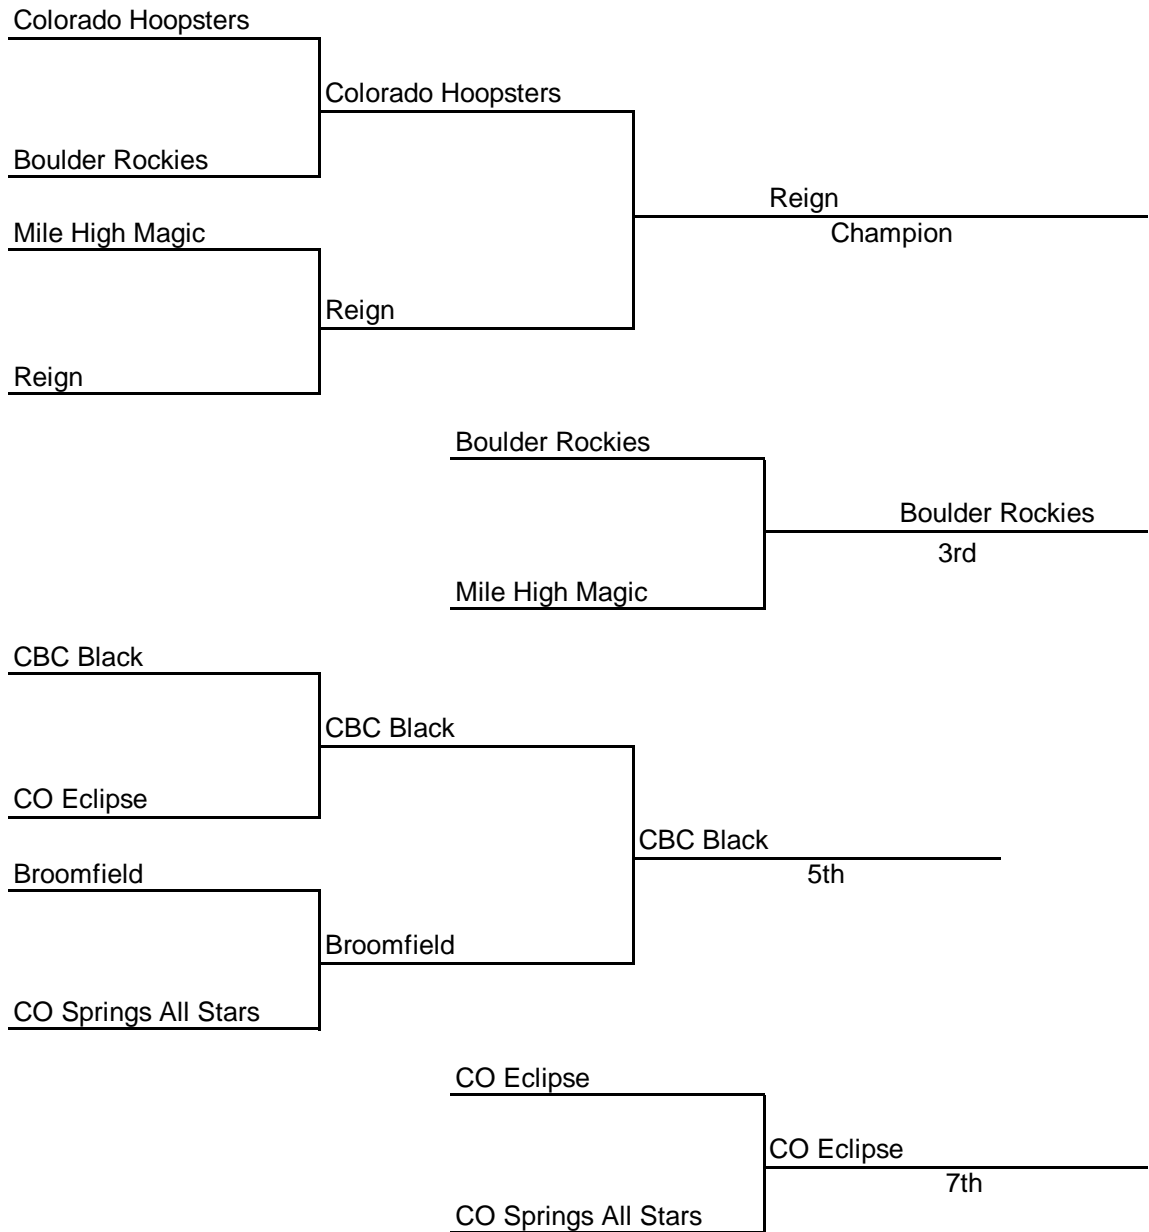 Colorado Hoopsters
Colorado Hoopsters
Boulder Rockies
Reign
Mile High Magic
Champion
Reign
Reign
Boulder Rockies
Boulder Rockies
3rd
Mile High Magic
CBC Black
CBC Black
CO Eclipse
CBC Black
Broomfield
5th
Broomfield
CO Springs All Stars
CO Eclipse
CO Eclipse
7th
CO Springs All Stars